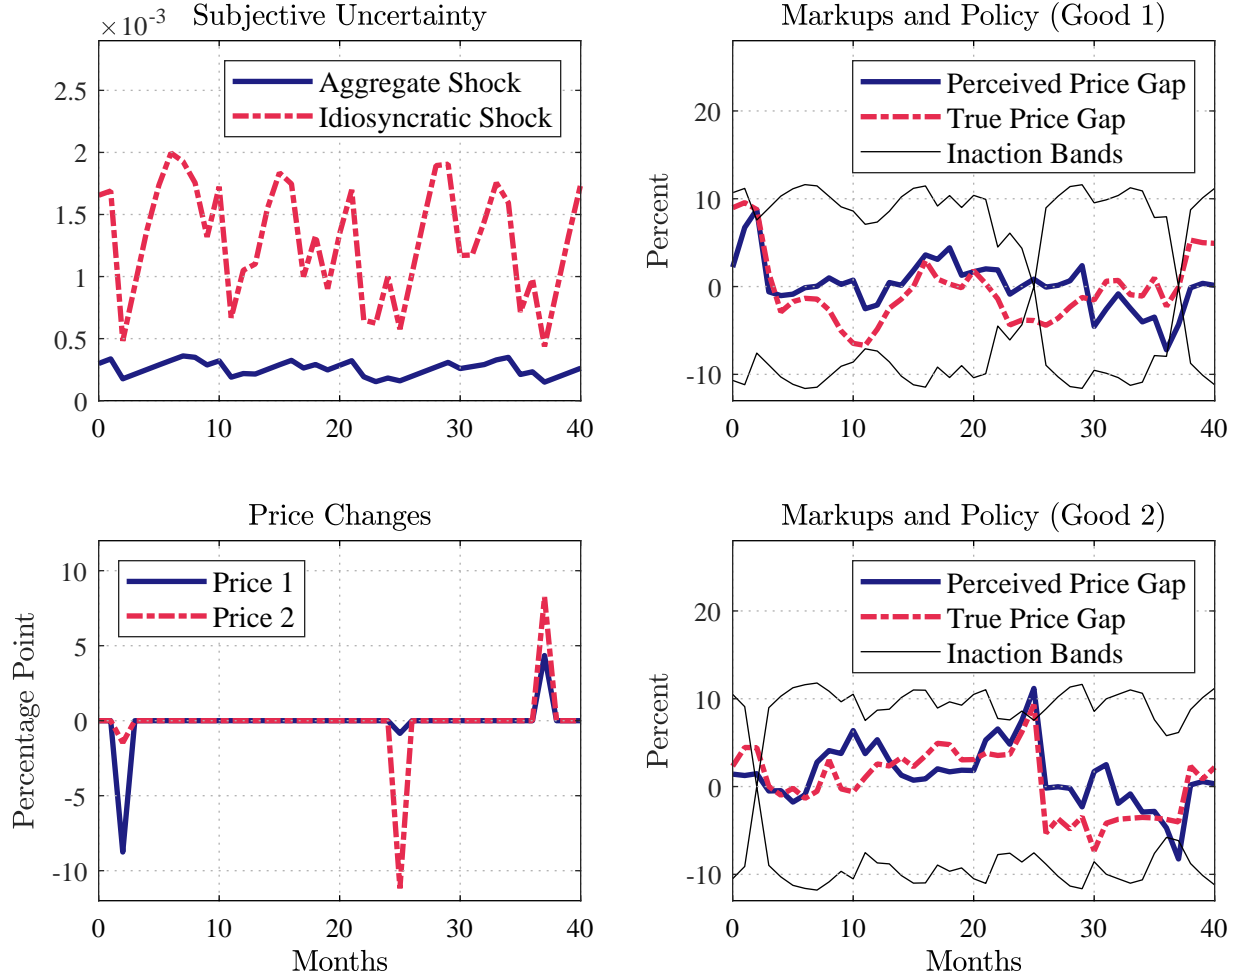 Subjective Uncertainty
×10⁻³
2.5
2
1.5
1
0.5
0
0 10 20 30 40
Aggregate Shock
Idiosyncratic Shock
Markups and Policy (Good 1)
Percent
20
10
0
-10
0 10 20 30 40
Perceived Price Gap
True Price Gap
Inaction Bands
Price Changes
Percentage Point
10
5
0
-5
-10
0 10 20 30 40
Months
Price 1
Price 2
Markups and Policy (Good 2)
Percent
20
10
0
-10
0 10 20 30 40
Months
Perceived Price Gap
True Price Gap
Inaction Bands